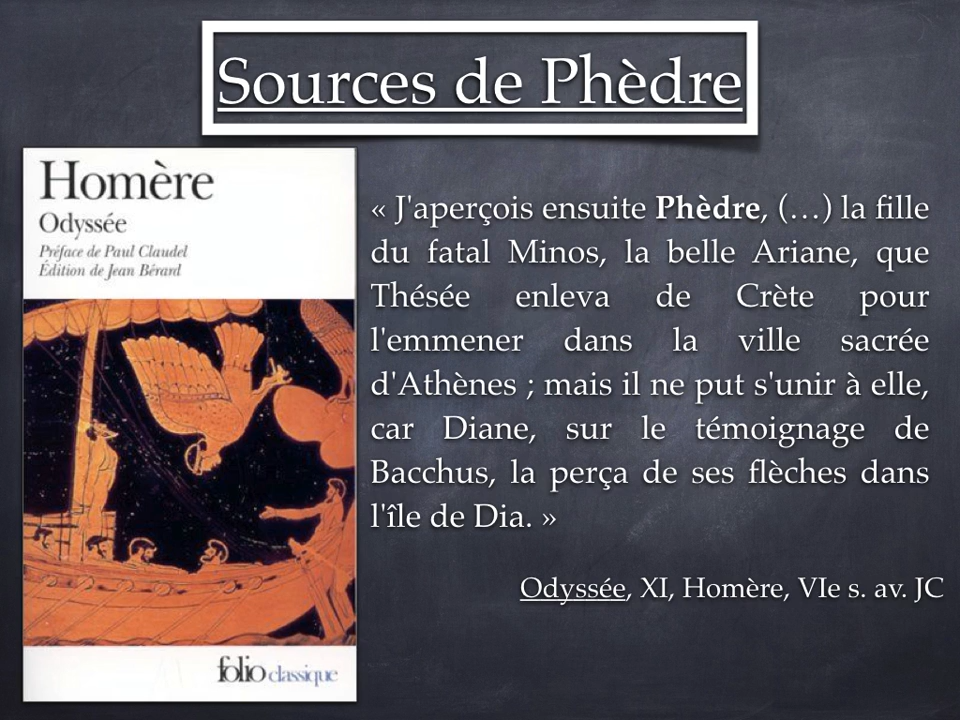 Sources de Phèdre
Homère
Odyssée
Préface de Paul Claudel
Édition de Jean Bérard
folio classique
« J'aperçois ensuite Phèdre, (…) la fille
du fatal Minos, la belle Ariane, que
Thésée enleva de Crète pour
l'emmener dans la ville sacrée
d'Athènes ; mais il ne put s'unir à elle,
car Diane, sur le témoignage de
Bacchus, la perça de ses flèches dans
l'île de Dia. »
Odyssée, XI, Homère, VIe s. av. JC